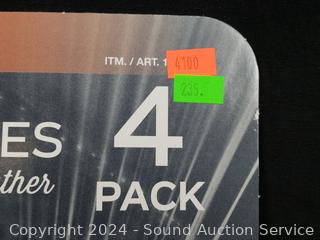 ITM. / ART. 1
4100
235.
4
ES
ther
PACK
Copyright 2024 - Sound Auction Service